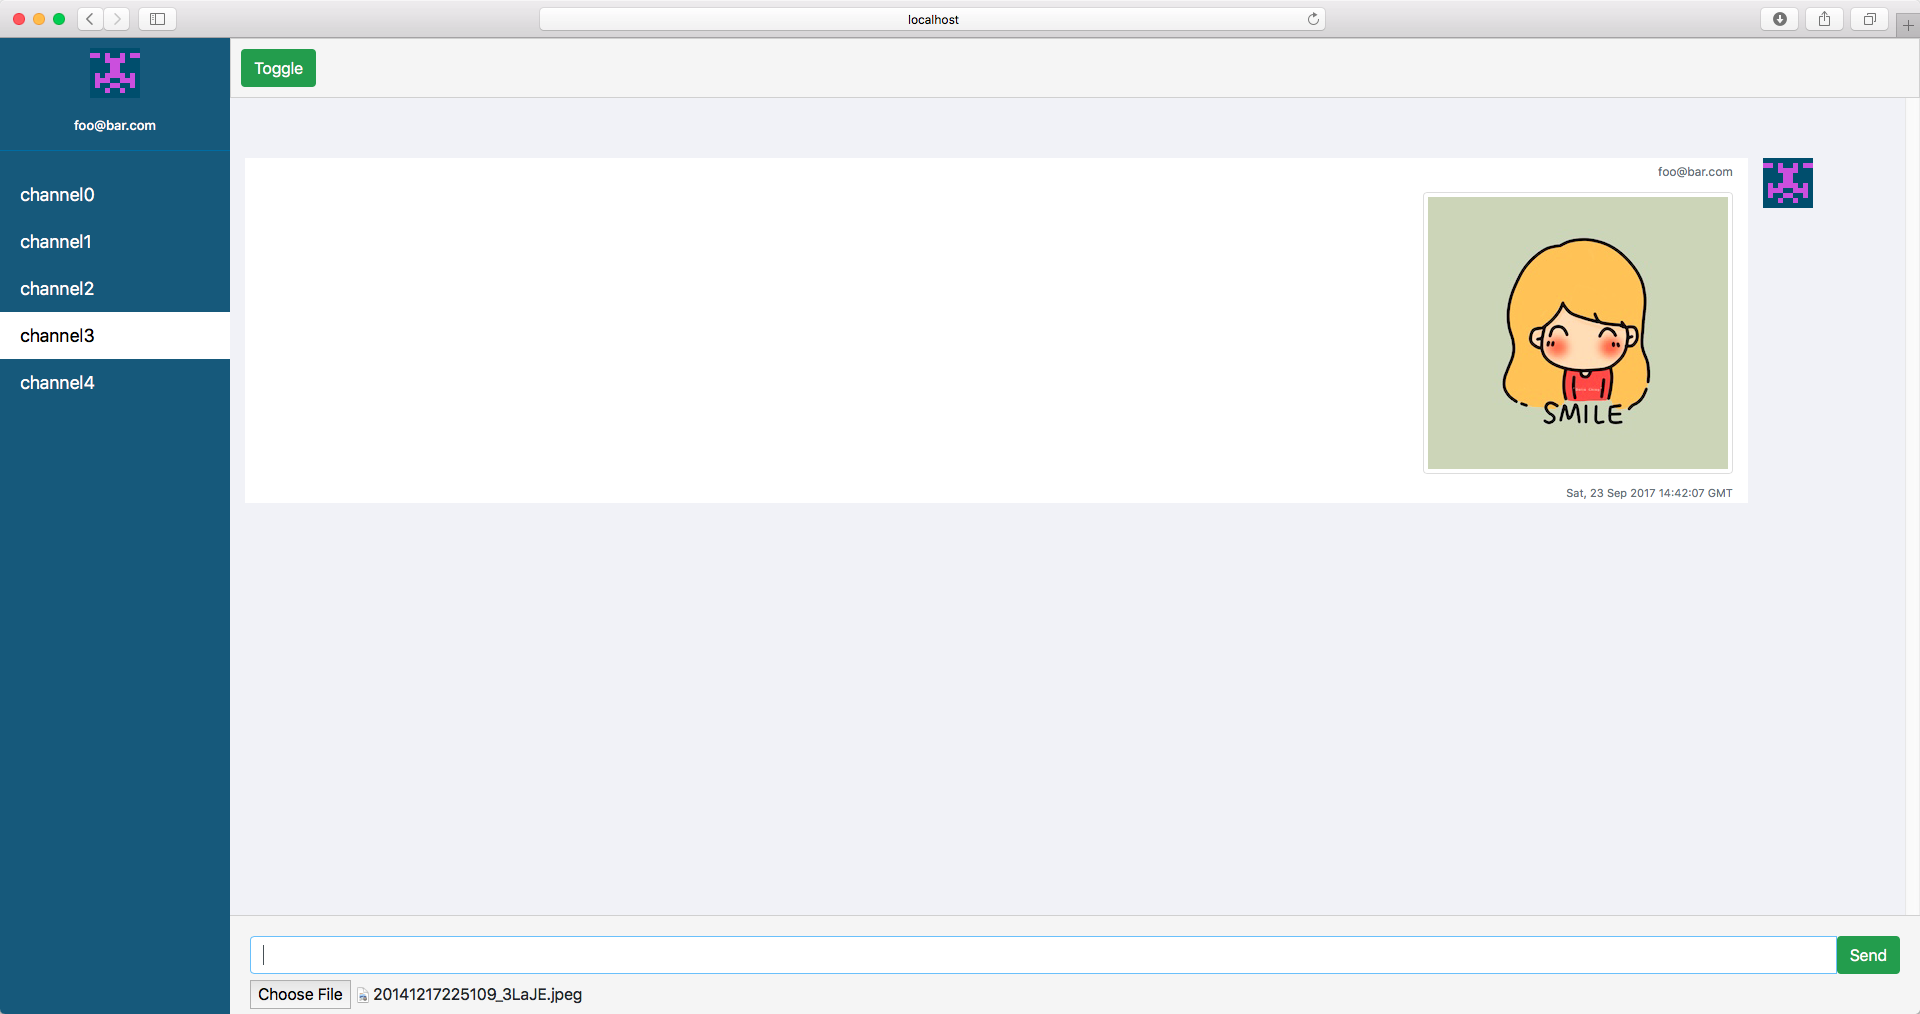 localhost
foo@bar.com
channel0
channel1
channel2
channel3
channel4
Toggle
foo@bar.com
SMILE
Sat, 23 Sep 2017 14:42:07 GMT
Send
Choose File
20141217225109_3LaJE.jpeg